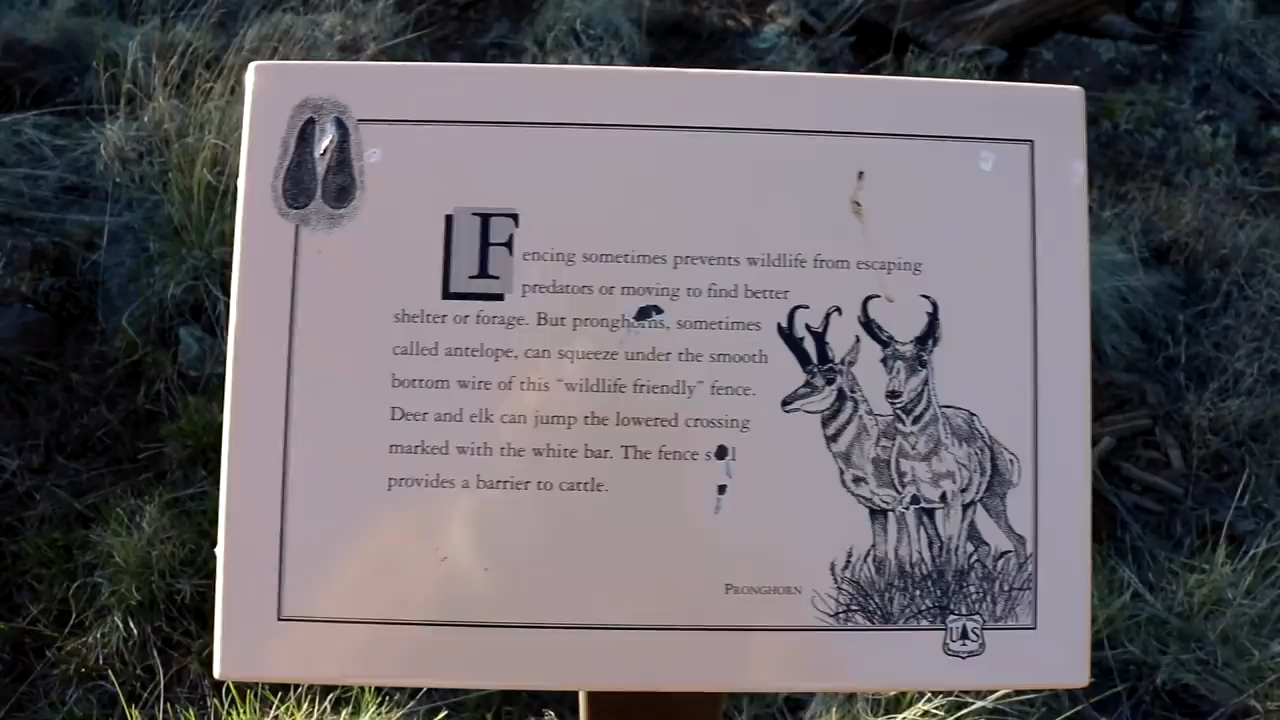 Fencing sometimes prevents wildlife from escaping
predators or moving to find better
shelter or forage. But pronghorns, sometimes
called antelope, can squeeze under the smooth
bottom wire of this "wildlife friendly" fence.
Deer and elk can jump the lowered crossing
marked with the white bar. The fence
provides a barrier to cattle.
PRONGHORN
U S